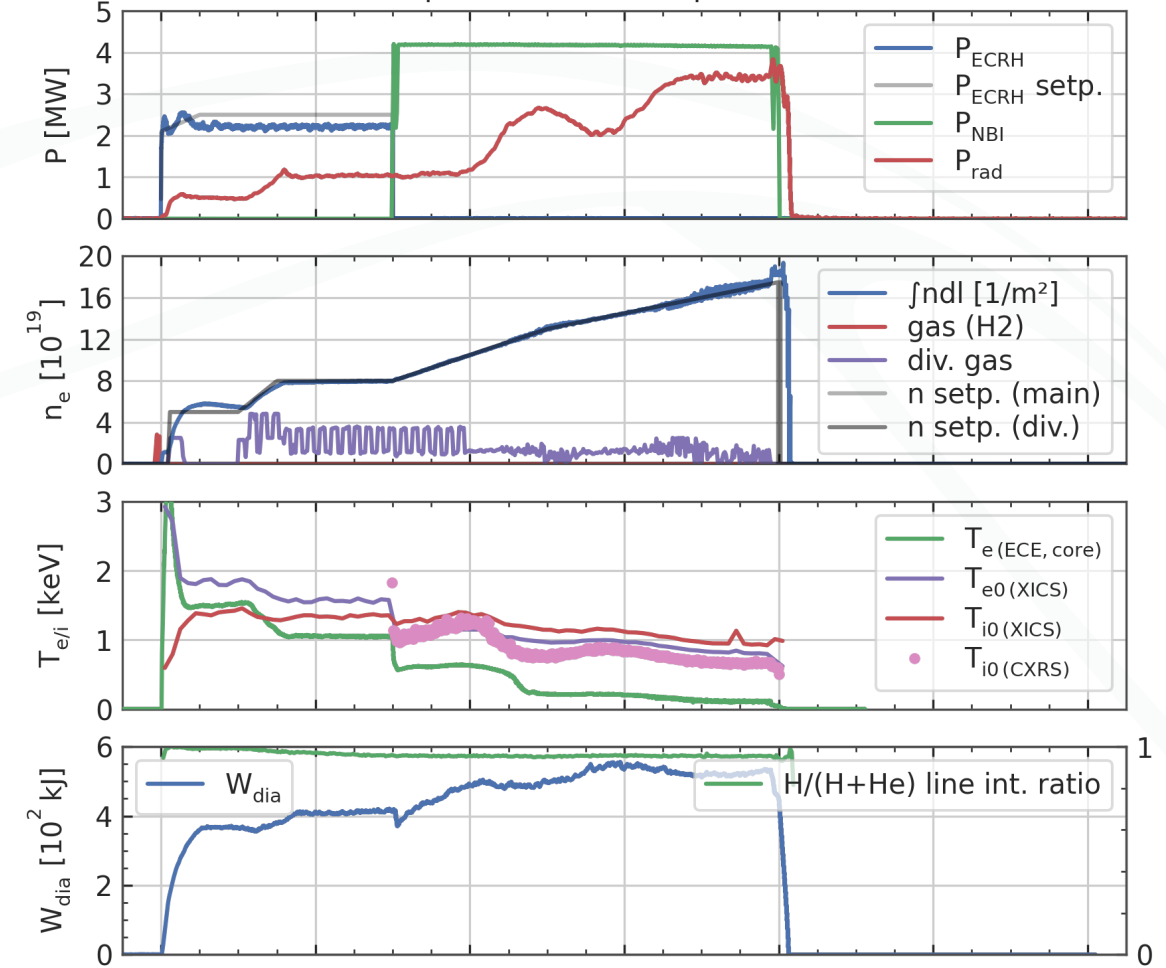 5
4
3
2
1
0
P [MW]
P_ECRH
P_ECRH setp.
P_NBI
P_rad
20
16
12
8
4
0
n_e [10^19]
∫ndl [1/m²]
gas (H2)
div. gas
n setp. (main)
n setp. (div.)
3
2
1
0
T_e/i [keV]
T_e (ECE, core)
T_e0 (XICS)
T_i0 (XICS)
T_i0 (CXRS)
6
4
2
0
W_dia [10^2 kJ]
W_dia
H/(H+He) line int. ratio
1
0